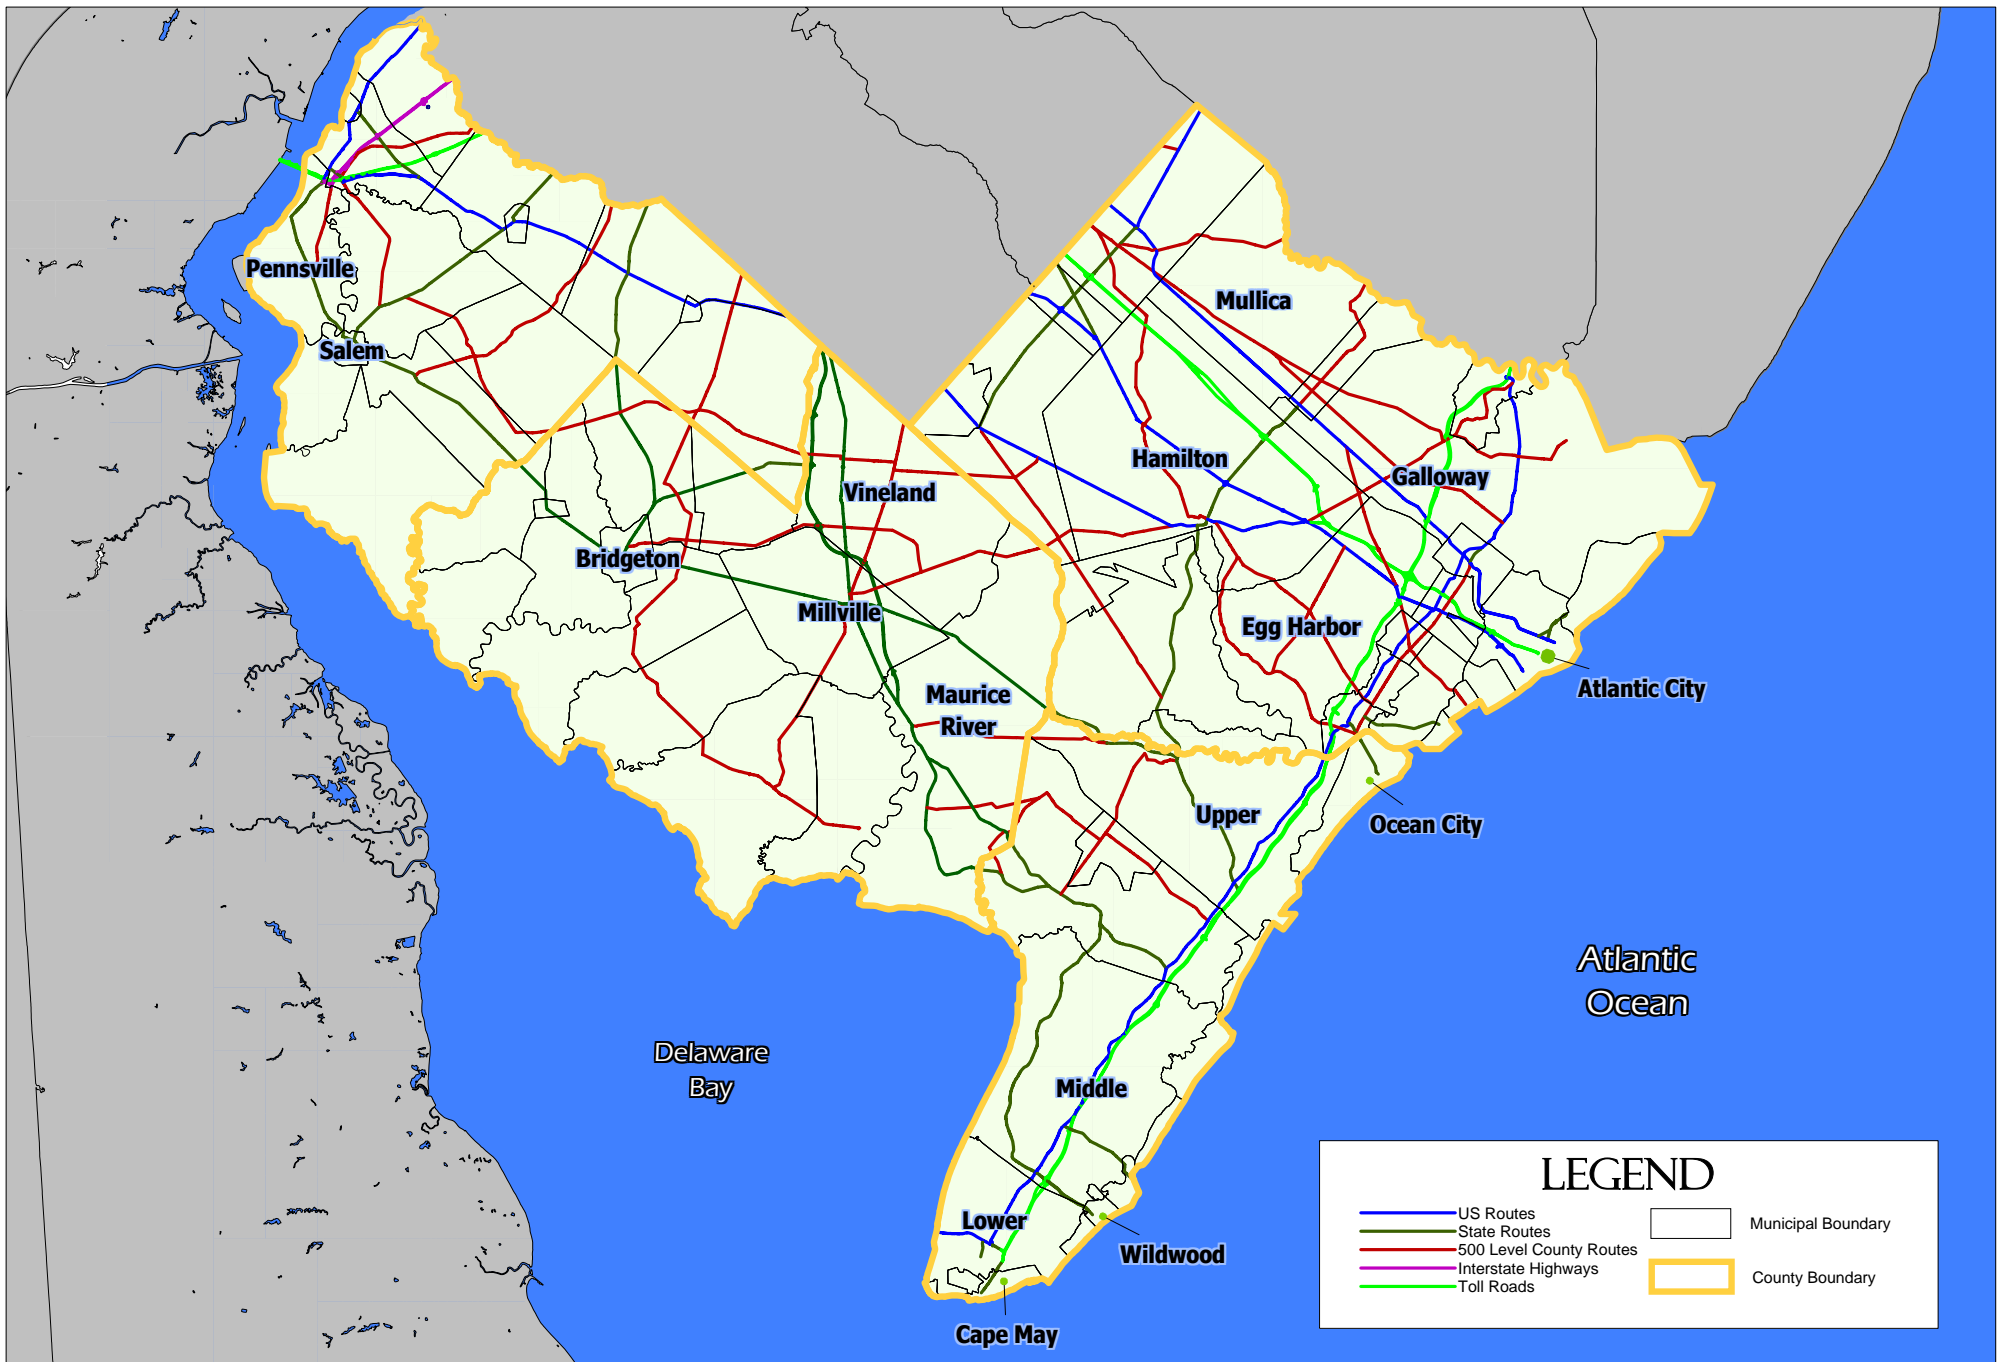 Pennsville
Salem
Mullica
Hamilton
Galloway
Vineland
Bridgeton
Millville
Egg Harbor
Maurice
River
Atlantic City
Upper
Ocean City
Atlantic
Ocean
Delaware
Bay
Middle
Lower
Wildwood
Cape May
LEGEND
US Routes
State Routes
500 Level County Routes
Interstate Highways
Toll Roads
Municipal Boundary
County Boundary